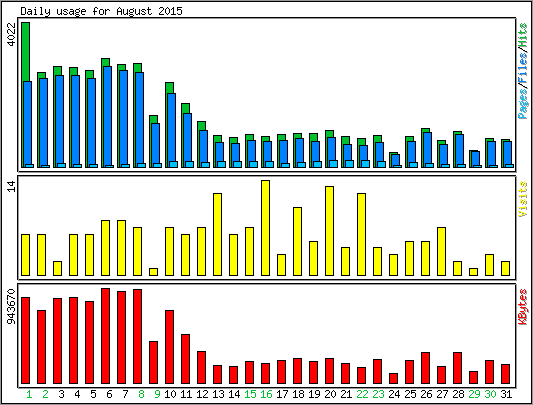 Daily usage for August 2015
4022
Pages/Files/Hits
14
Visits
943670
KBytes
1 2 3 4 5 6 7 8 9 10 11 12 13 14 15 16 17 18 19 20 21 22 23 24 25 26 27 28 29 30 31